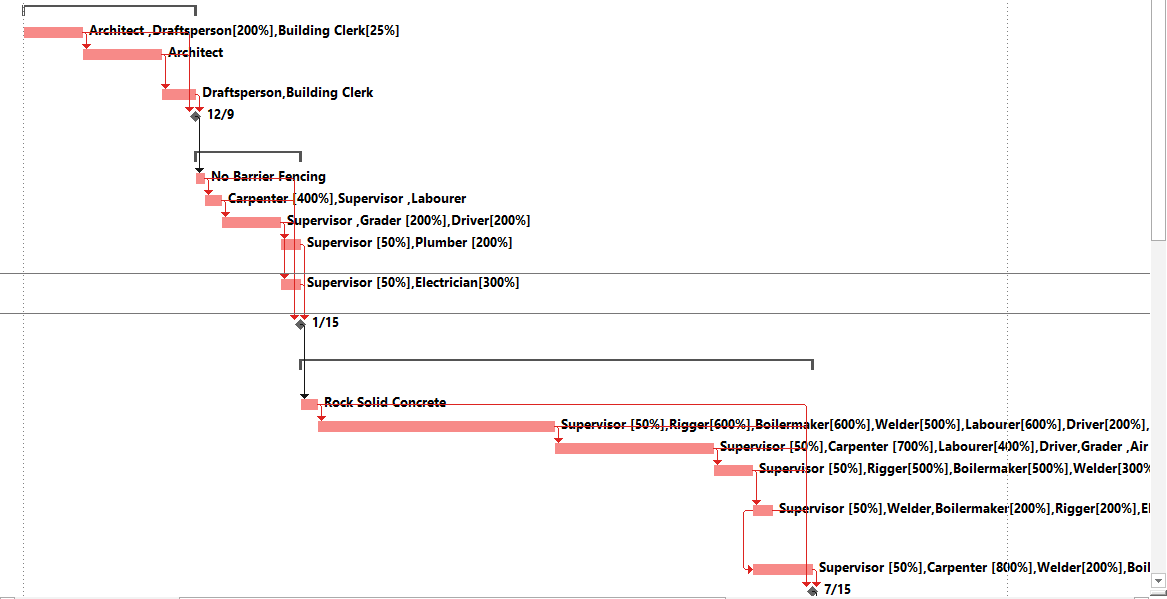 Architect ,Draftsperson[200%],Building Clerk[25%]
Architect
Draftsperson,Building Clerk
12/9
No Barrier Fencing
Carpenter [400%],Supervisor ,Labourer
Supervisor ,Grader [200%],Driver[200%]
Supervisor [50%],Plumber [200%]
Supervisor [50%],Electrician[300%]
1/15
Rock Solid Concrete
Supervisor [50%],Rigger[600%],Boilermaker[600%],Welder[500%],Labourer[600%],Driver[200%],
Supervisor [50%],Carpenter [700%],Labourer[400%],Driver,Grader ,Air
Supervisor [50%],Rigger[500%],Boilermaker[500%],Welder[300%
Supervisor [50%],Welder,Boilermaker[200%],Rigger[200%],El
Supervisor [50%],Carpenter [800%],Welder[200%],Boil
7/15